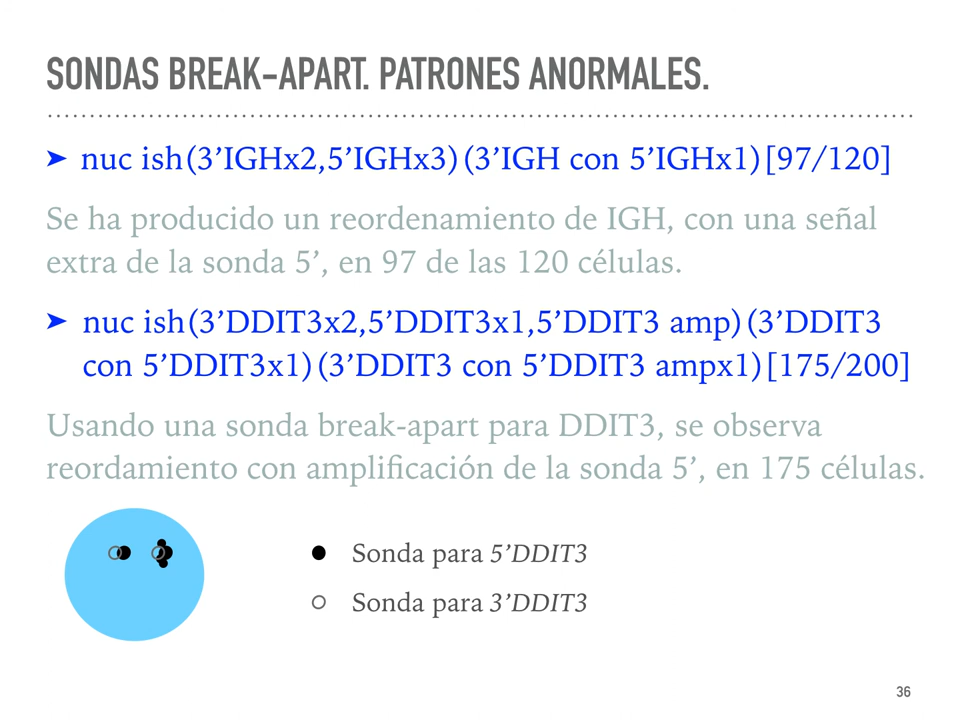 SONDAS BREAK-APART. PATRONES ANORMALES.
➤ nuc ish(3’IGHx2,5’IGHx3)(3’IGH con 5’IGHx1)[97/120]
Se ha producido un reordenamiento de IGH, con una señal
extra de la sonda 5’, en 97 de las 120 células.
➤ nuc ish(3’DDIT3x2,5’DDIT3x1,5’DDIT3 amp)(3’DDIT3
con 5’DDIT3x1)(3’DDIT3 con 5’DDIT3 ampx1)[175/200]
Usando una sonda break-apart para DDIT3, se observa
reordamiento con amplificación de la sonda 5’, en 175 células.
Sonda para 5’DDIT3
Sonda para 3’DDIT3
36